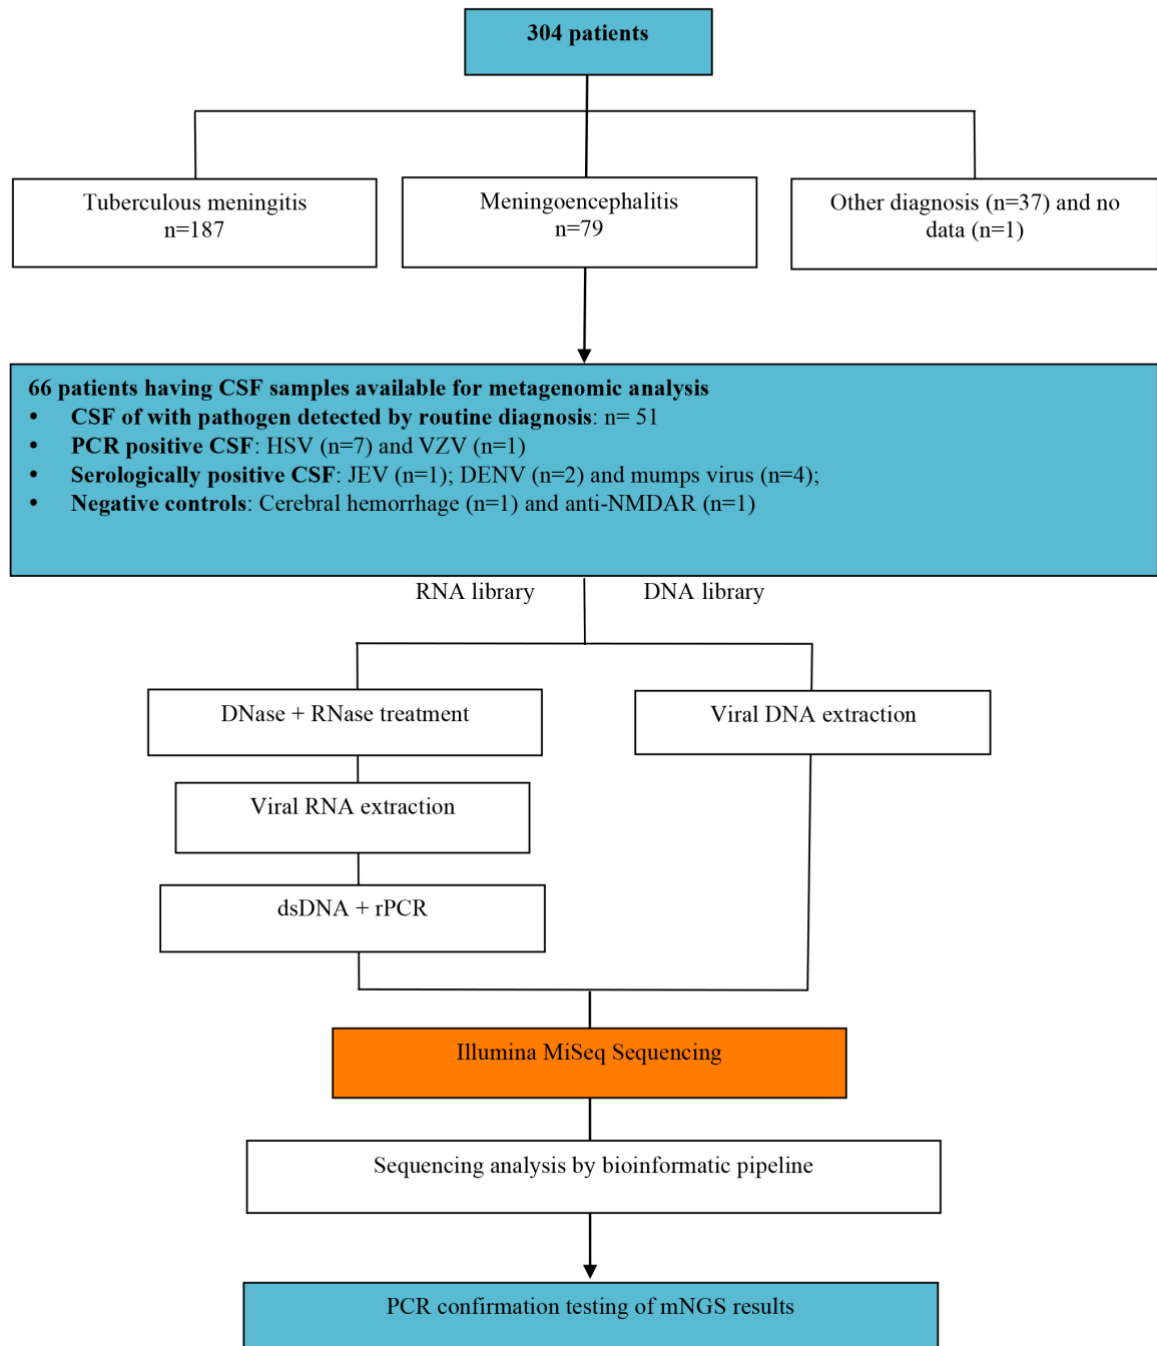 304 patients
Tuberculous meningitis
n=187
Meningoencephalitis
n=79
Other diagnosis (n=37) and no
data (n=1)
66 patients having CSF samples available for metagenomic analysis
• CSF of with pathogen detected by routine diagnosis: n= 51
• PCR positive CSF: HSV (n=7) and VZV (n=1)
• Serologically positive CSF: JEV (n=1); DENV (n=2) and mumps virus (n=4);
• Negative controls: Cerebral hemorrhage (n=1) and anti-NMDAR (n=1)
RNA library
DNA library
DNase + RNase treatment
Viral DNA extraction
Viral RNA extraction
dsDNA + rPCR
Illumina MiSeq Sequencing
Sequencing analysis by bioinformatic pipeline
PCR confirmation testing of mNGS results